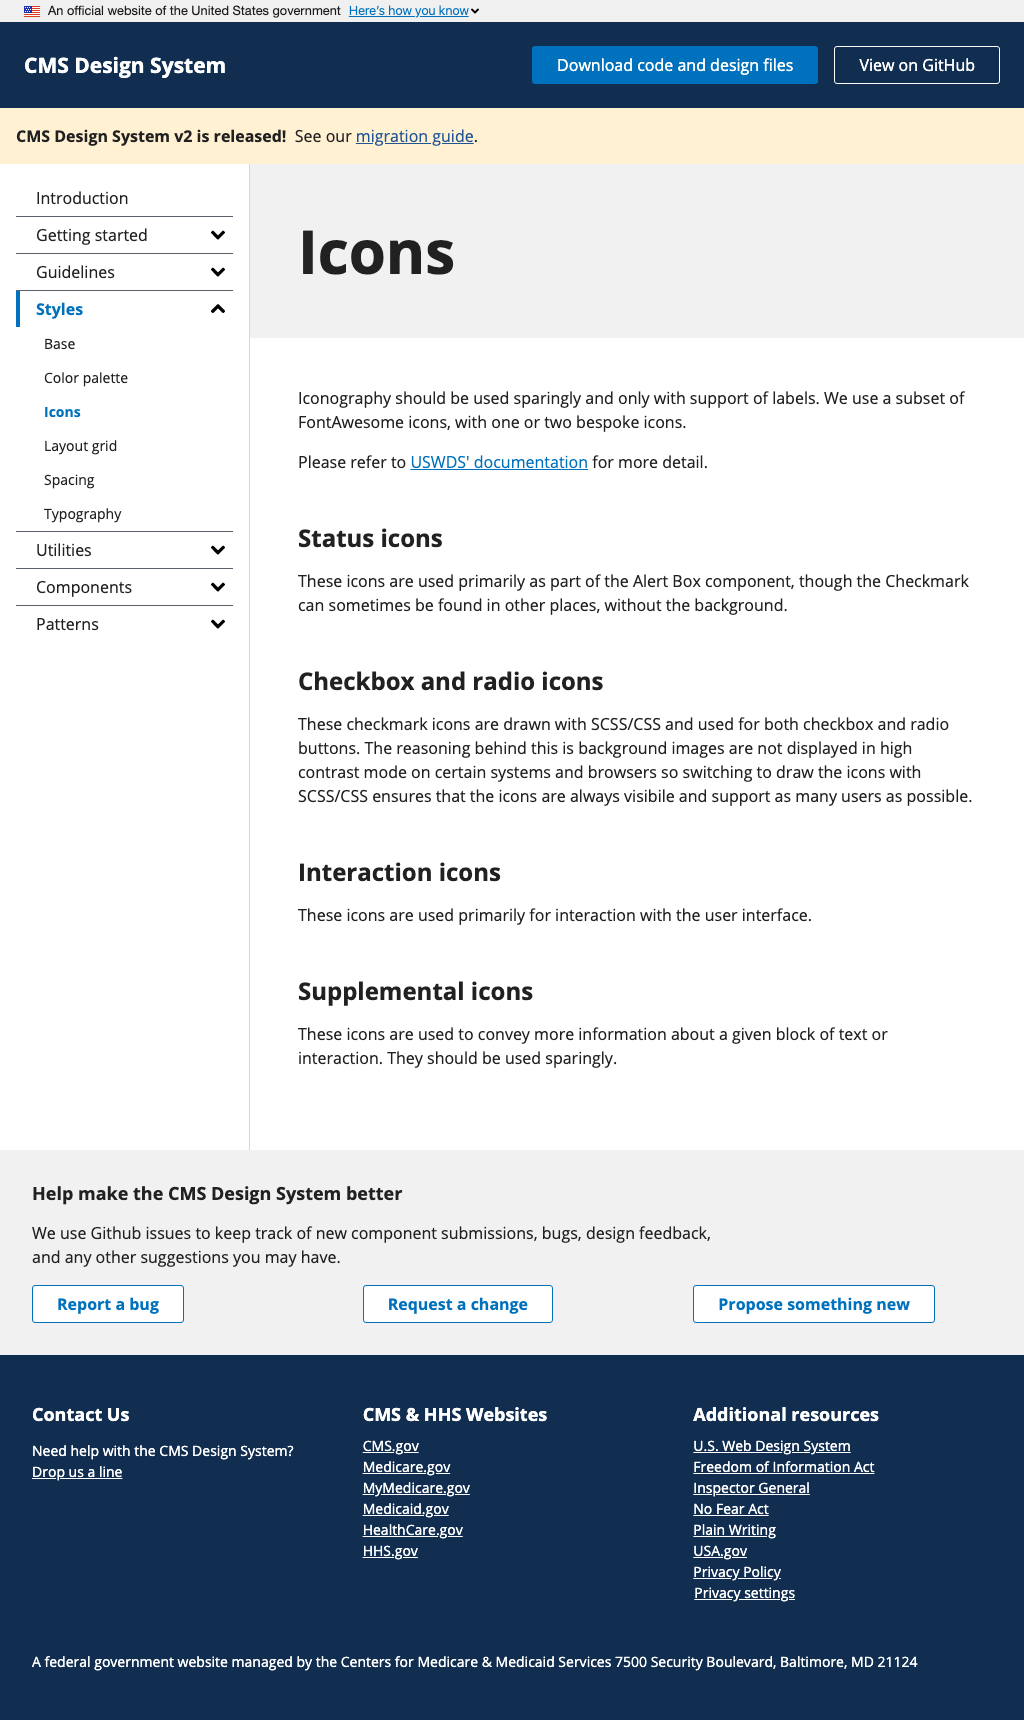 An official website of the United States government Here's how you know
CMS Design System
Download code and design files
View on GitHub
CMS Design System v2 is released! See our migration guide.
Introduction
Getting started
Guidelines
Styles
Base
Color palette
Icons
Layout grid
Spacing
Typography
Utilities
Components
Patterns
Icons
Iconography should be used sparingly and only with support of labels. We use a subset of
FontAwesome icons, with one or two bespoke icons.
Please refer to USWDS' documentation for more detail.
Status icons
These icons are used primarily as part of the Alert Box component, though the Checkmark
can sometimes be found in other places, without the background.
Checkbox and radio icons
These checkmark icons are drawn with SCSS/CSS and used for both checkbox and radio
buttons. The reasoning behind this is background images are not displayed in high
contrast mode on certain systems and browsers so switching to draw the icons with
SCSS/CSS ensures that the icons are always visibile and support as many users as possible.
Interaction icons
These icons are used primarily for interaction with the user interface.
Supplemental icons
These icons are used to convey more information about a given block of text or
interaction. They should be used sparingly.
Help make the CMS Design System better
We use Github issues to keep track of new component submissions, bugs, design feedback,
and any other suggestions you may have.
Report a bug
Request a change
Propose something new
Contact Us
Need help with the CMS Design System?
Drop us a line
CMS & HHS Websites
CMS.gov
Medicare.gov
MyMedicare.gov
Medicaid.gov
HealthCare.gov
HHS.gov
Additional resources
U.S. Web Design System
Freedom of Information Act
Inspector General
No Fear Act
Plain Writing
USA.gov
Privacy Policy
Privacy settings
A federal government website managed by the Centers for Medicare & Medicaid Services 7500 Security Boulevard, Baltimore, MD 21124